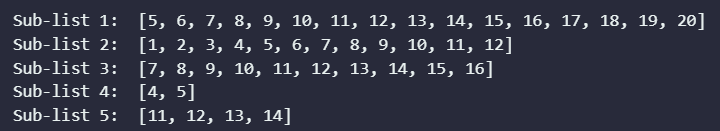 Sub-list 1:  [5, 6, 7, 8, 9, 10, 11, 12, 13, 14, 15, 16, 17, 18, 19, 20]
Sub-list 2:  [1, 2, 3, 4, 5, 6, 7, 8, 9, 10, 11, 12]
Sub-list 3:  [7, 8, 9, 10, 11, 12, 13, 14, 15, 16]
Sub-list 4:  [4, 5]
Sub-list 5:  [11, 12, 13, 14]